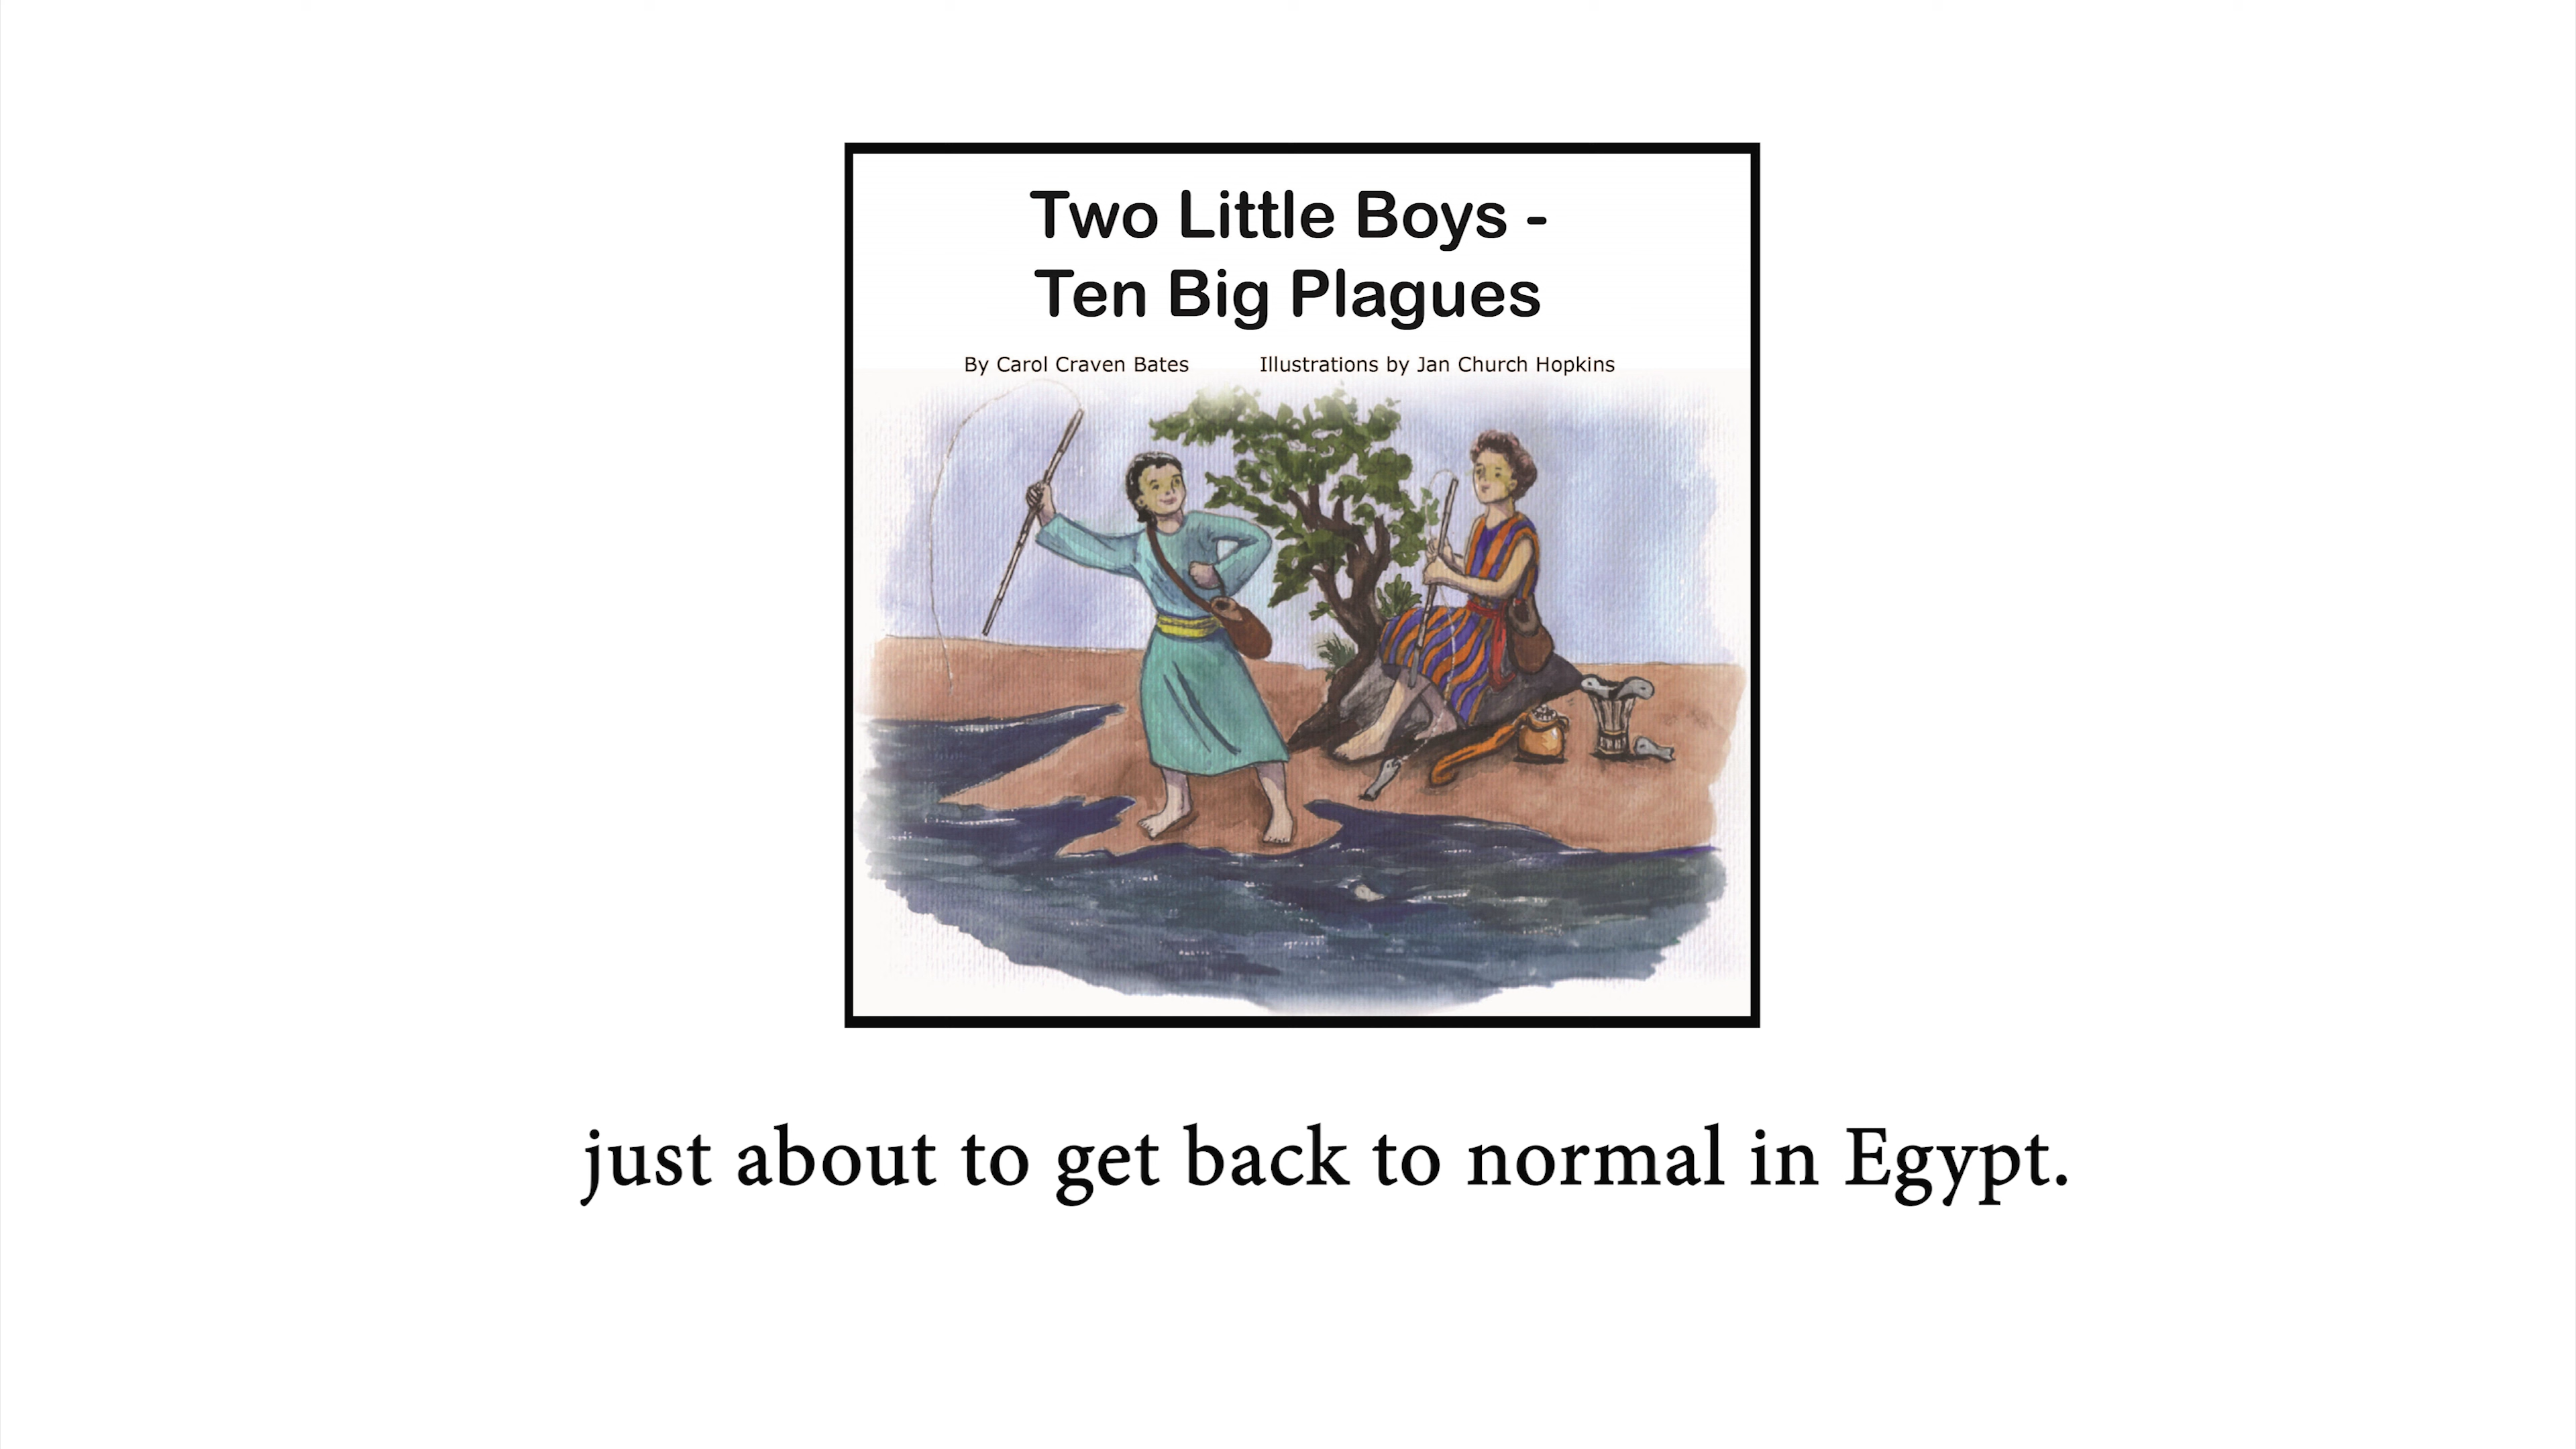 Two Little Boys -
Ten Big Plagues
By Carol Craven Bates Illustrations by Jan Church Hopkins
just about to get back to normal in Egypt.